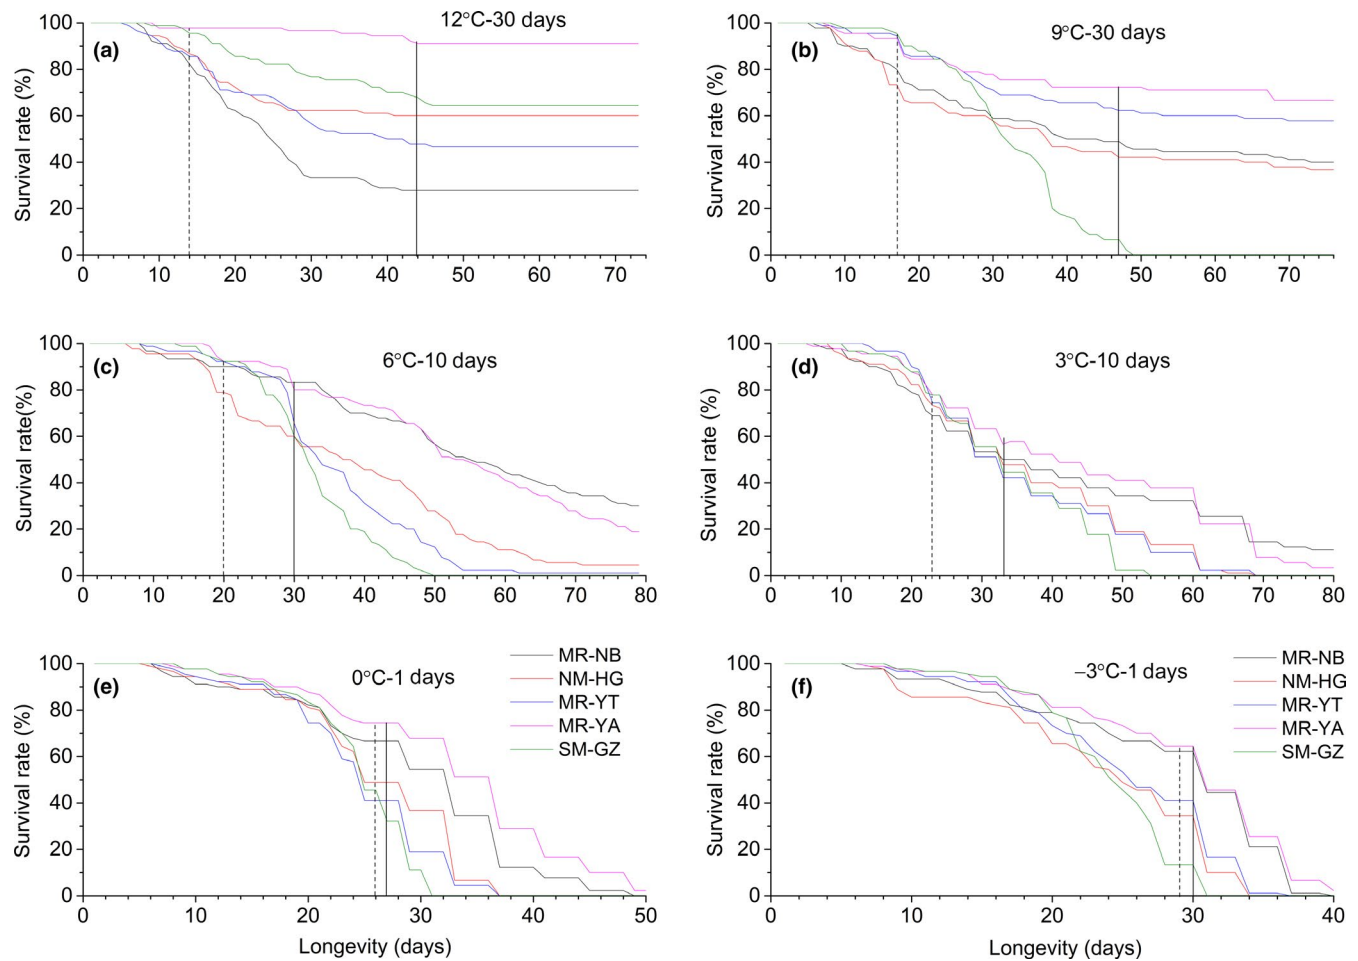 12°C-30 days
(a)
Survival rate (%)
100
80
60
40
20
0
0 10 20 30 40 50 60 70
9°C-30 days
(b)
Survival rate (%)
100
80
60
40
20
0
0 10 20 30 40 50 60 70
6°C-10 days
(c)
Survival rate(%)
100
80
60
40
20
0
0 10 20 30 40 50 60 70 80
3°C-10 days
(d)
Survival rate (%)
100
80
60
40
20
0
0 10 20 30 40 50 60 70 80
0°C-1 days
(e)
Survival rate (%)
100
80
60
40
20
0
0 10 20 30 40 50
Longevity (days)
MR-NB
NM-HG
MR-YT
MR-YA
SM-GZ
–3°C-1 days
(f)
Survival rate (%)
100
80
60
40
20
0
0 10 20 30 40
Longevity (days)
MR-NB
NM-HG
MR-YT
MR-YA
SM-GZ